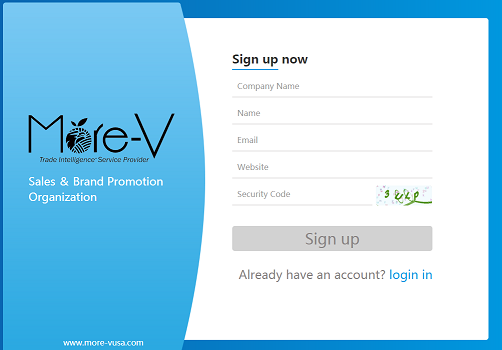 More-V
Trade Intelligence Service Provider
Sales & Brand Promotion
Organization
www.more-vusa.com
Sign up now
Company Name
Name
Email
Website
Security Code
Sign up
Already have an account? login in